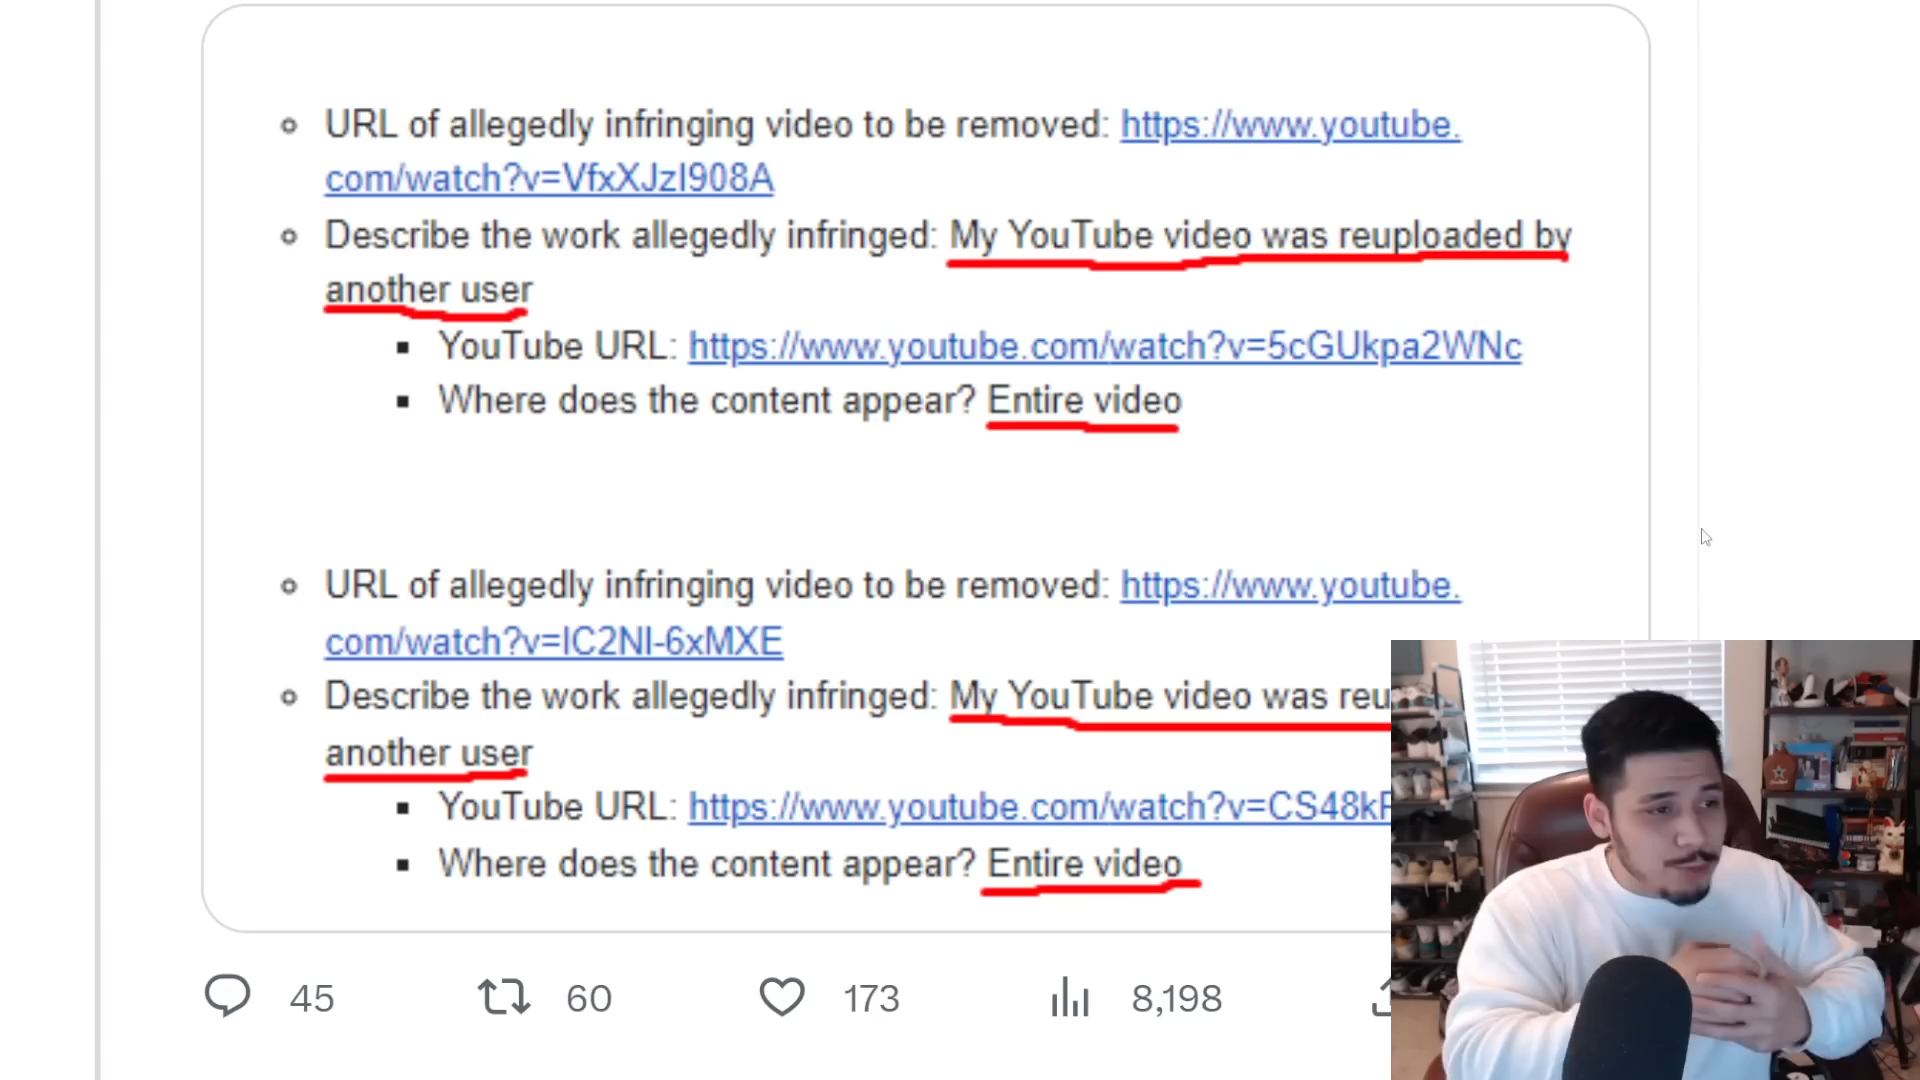 URL of allegedly infringing video to be removed: https://www.youtube.
com/watch?v=VfxXJzI908A
Describe the work allegedly infringed: My YouTube video was reuploaded by
another user
YouTube URL: https://www.youtube.com/watch?v=5cGUkpa2WNc
Where does the content appear? Entire video
URL of allegedly infringing video to be removed: https://www.youtube.
com/watch?v=IC2NI-6xMXE
Describe the work allegedly infringed: My YouTube video was reu
another user
YouTube URL: https://www.youtube.com/watch?v=CS48k
Where does the content appear? Entire video
45 60 173 8,198